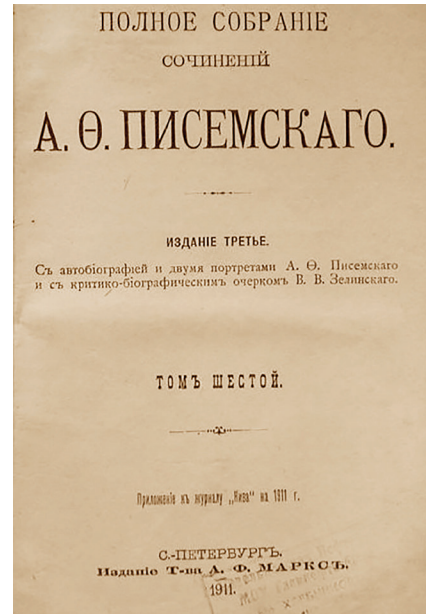 ПОЛНОЕ СОБРАНІЕ
СОЧИНЕНІЙ
А. Ѳ. ПИСЕМСКАГО.
ИЗДАНІЕ ТРЕТЬЕ.
Съ автобіографіей и двумя портретами А. Ѳ. Писемскаго
и съ критико-біографическимъ очеркомъ В. В. Зелинскаго.
ТОМЪ ШЕСТОЙ.
Приложеніе къ журналу „Нива" на 1911 г.
С.-ПЕТЕРБУРГЪ.
Изданіе Т-ва А. Ф. МАРКСЪ.
1911.